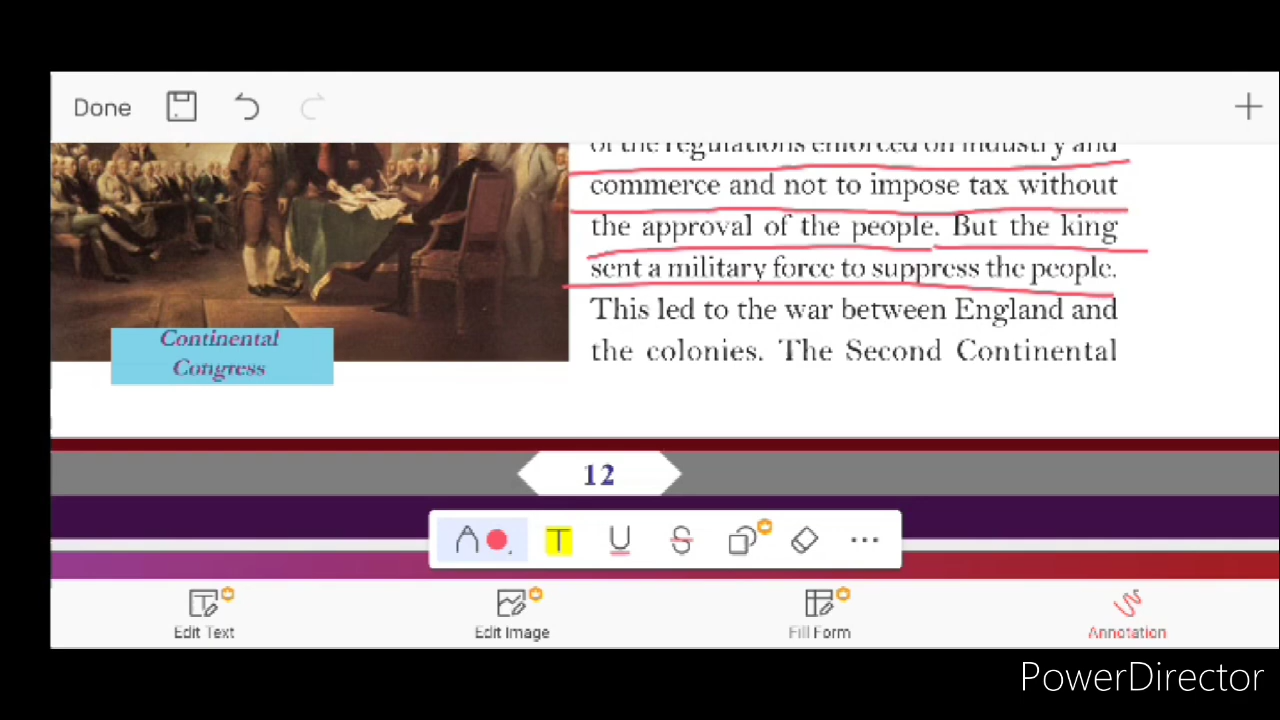 Done
of the regulations enforced on industry and
commerce and not to impose tax without
the approval of the people. But the king
sent a military force to suppress the people.
This led to the war between England and
the colonies. The Second Continental
Continental
Congress
12
T U S
Edit Text
Edit Image
Fill Form
Annotation
PowerDirector